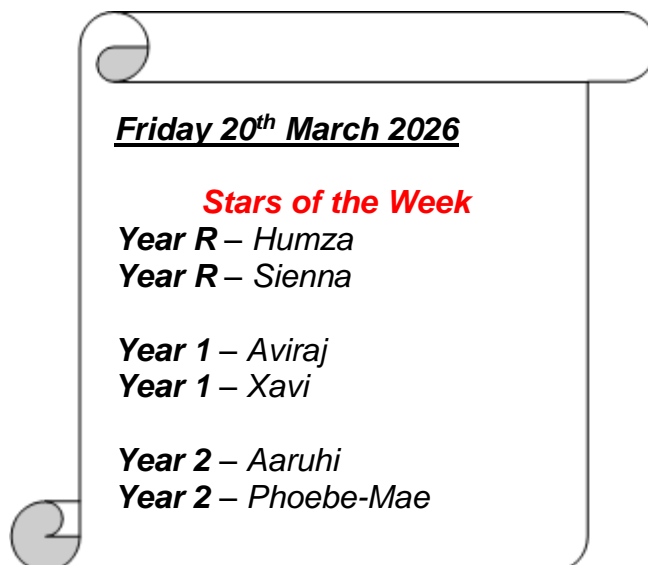 Friday 20th March 2026
Stars of the Week
Year R – Humza
Year R – Sienna
Year 1 – Aviraj
Year 1 – Xavi
Year 2 – Aaruhi
Year 2 – Phoebe-Mae